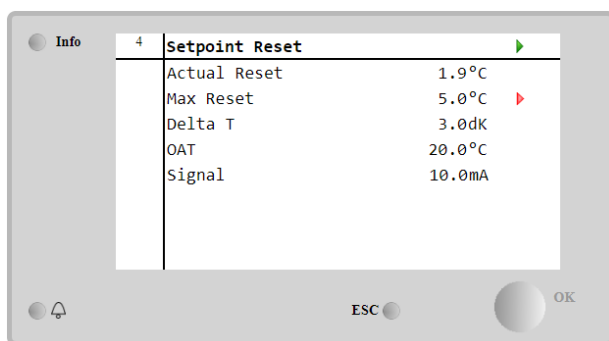 Info
4 Setpoint Reset
Actual Reset 1.9°C
Max Reset 5.0°C
Delta T 3.0dK
OAT 20.0°C
Signal 10.0mA
ESC
OK